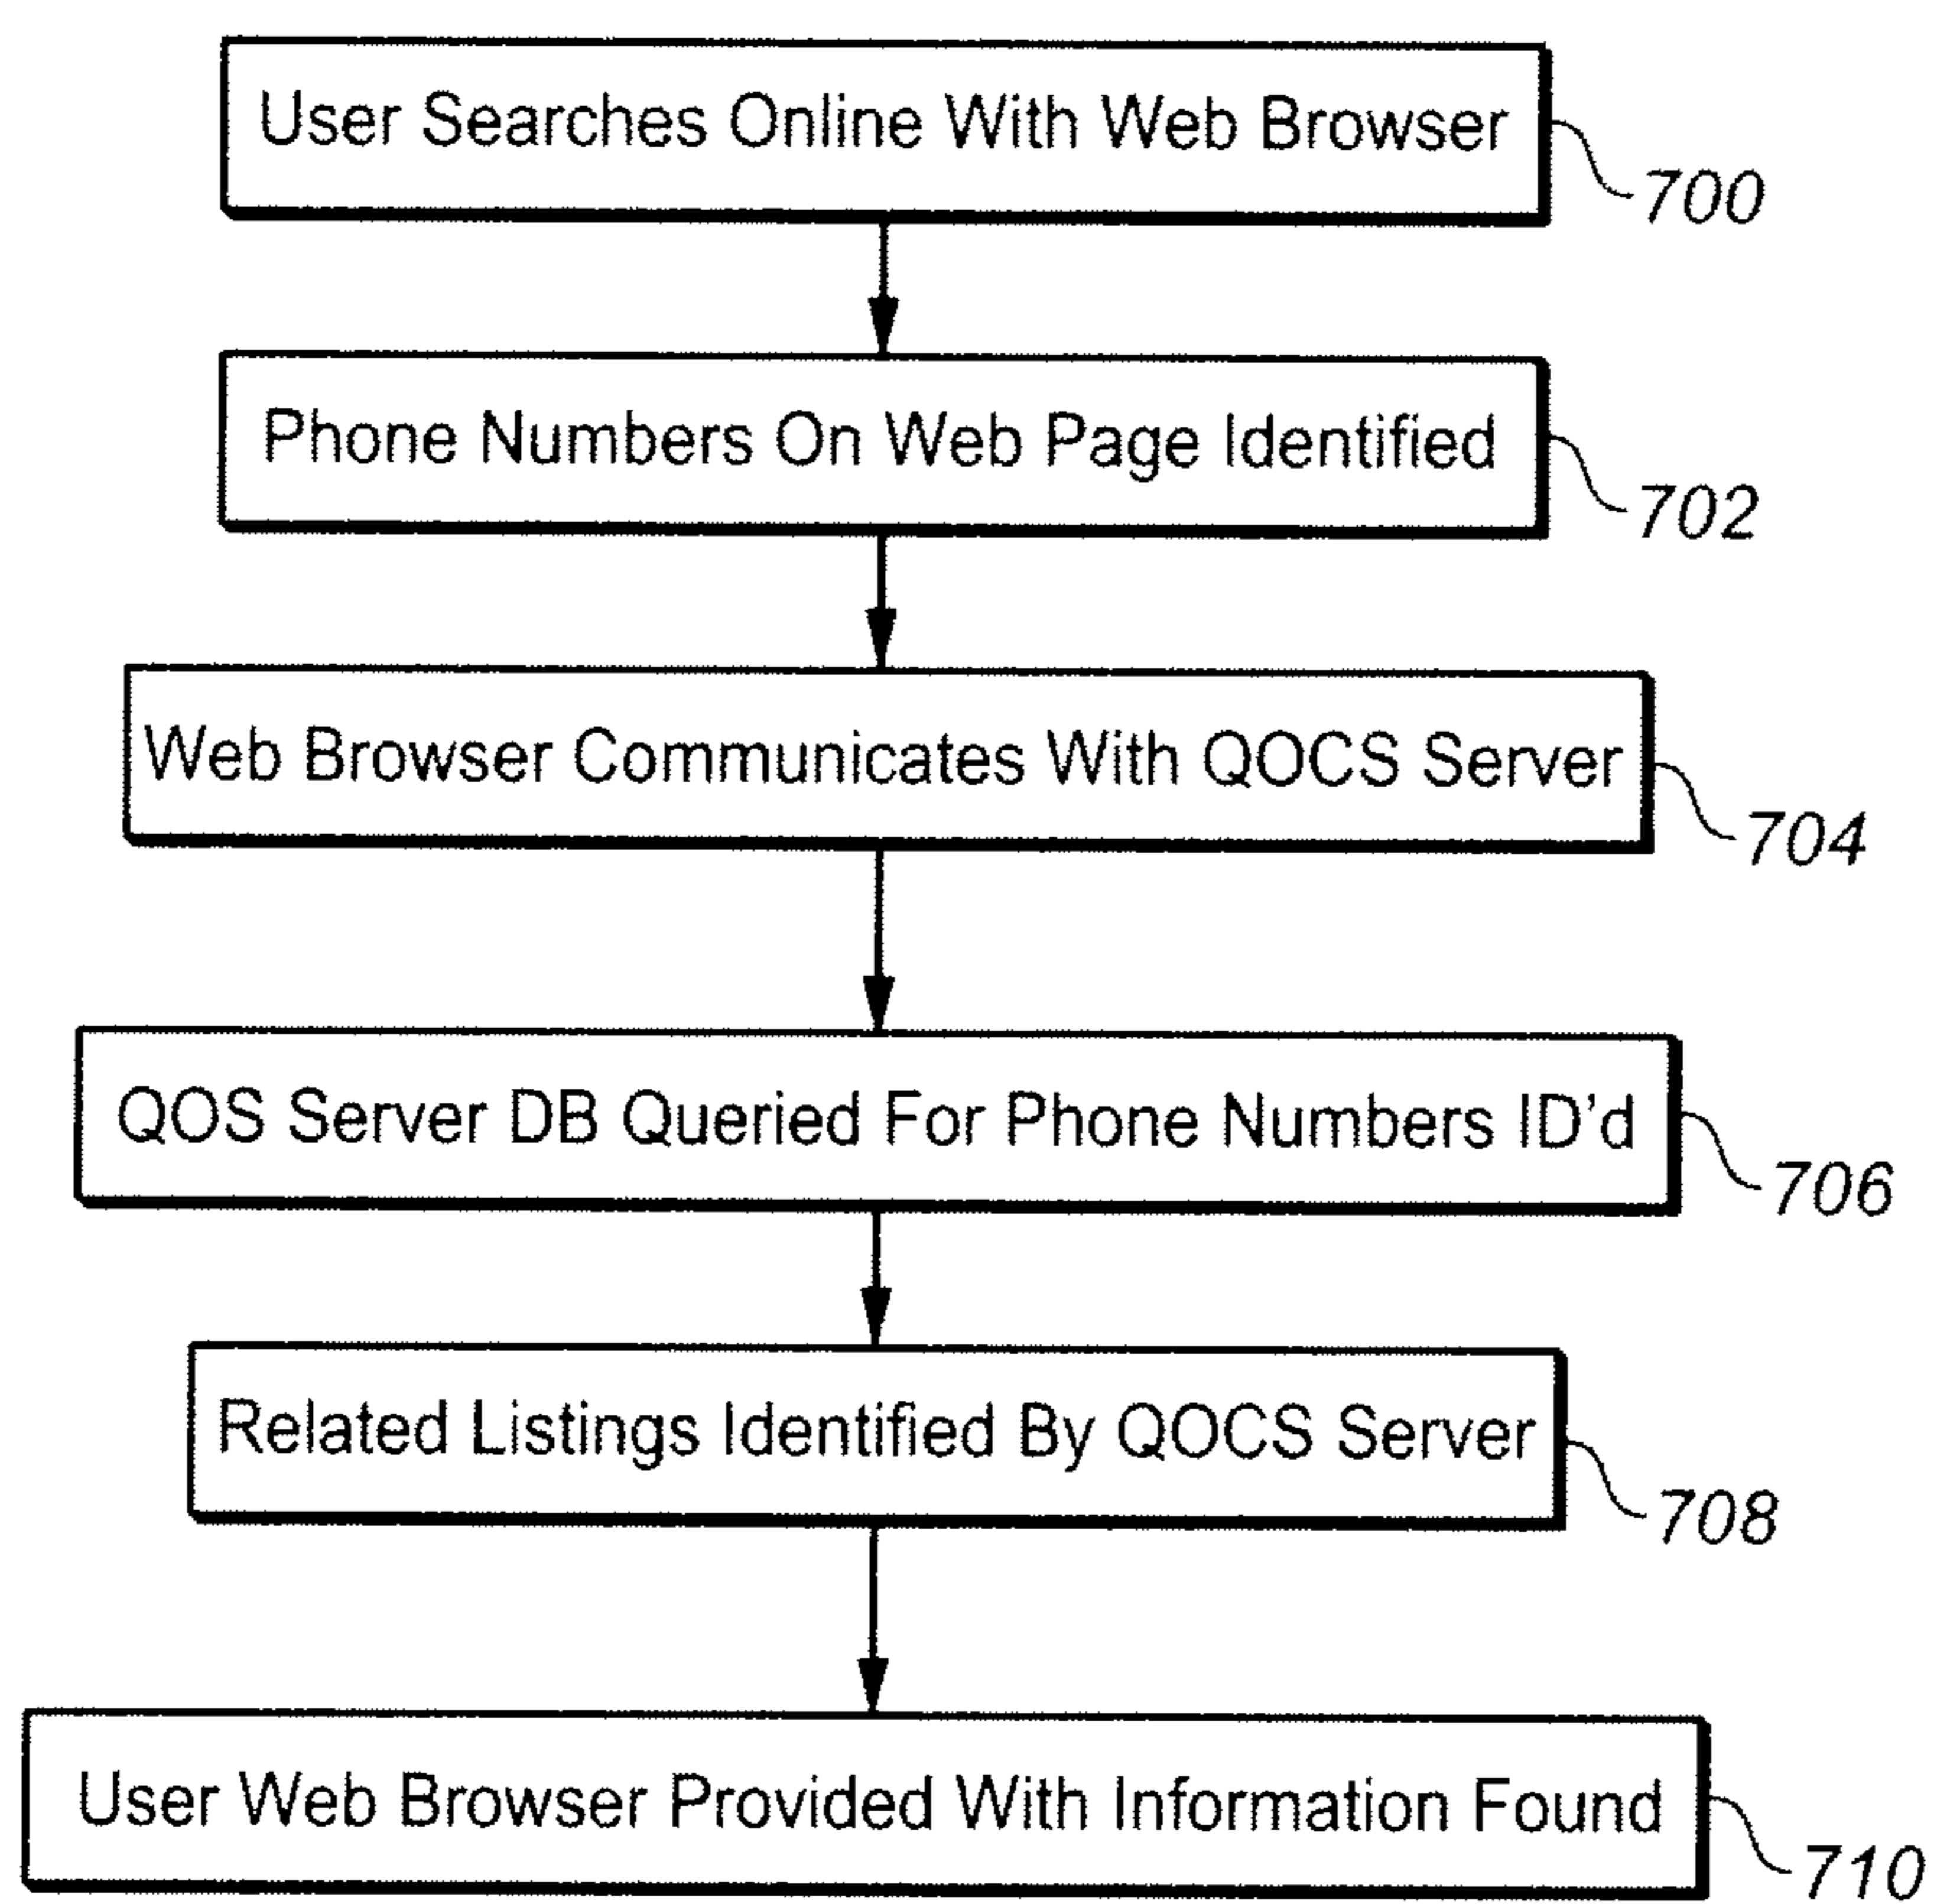 User Searches Online With Web Browser
700
Phone Numbers On Web Page Identified
702
Web Browser Communicates With QOCS Server
704
QOS Server DB Queried For Phone Numbers ID'd
706
Related Listings Identified By QOCS Server
708
User Web Browser Provided With Information Found
710